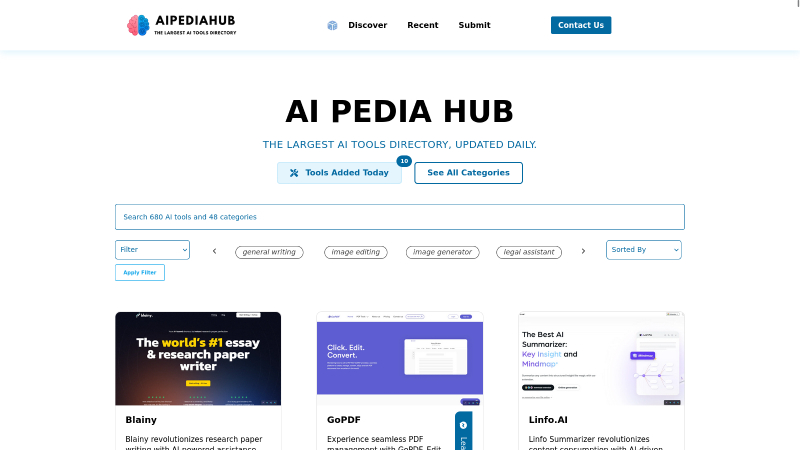 AIPEDIAHUB
THE LARGEST AI TOOLS DIRECTORY
Discover
Recent
Submit
Contact Us
AI PEDIA HUB
THE LARGEST AI TOOLS DIRECTORY, UPDATED DAILY.
10
Tools Added Today
See All Categories
Search 680 AI tools and 48 categories
Filter
general writing
image editing
image generator
legal assistant
Sorted By
Apply Filter
blainy.
The world's #1 essay
& research paper
writer
Click. Edit.
Convert.
The Best AI
Summarizer:
Key Insight and
Mindmap
Blainy
GoPDF
Linfo.AI
Blainy revolutionizes research paper
writing with AI-powered assistance,
Experience seamless PDF
management with GoPDF. Edit,
Linfo Summarizer revolutionizes
content consumption with AI-driven